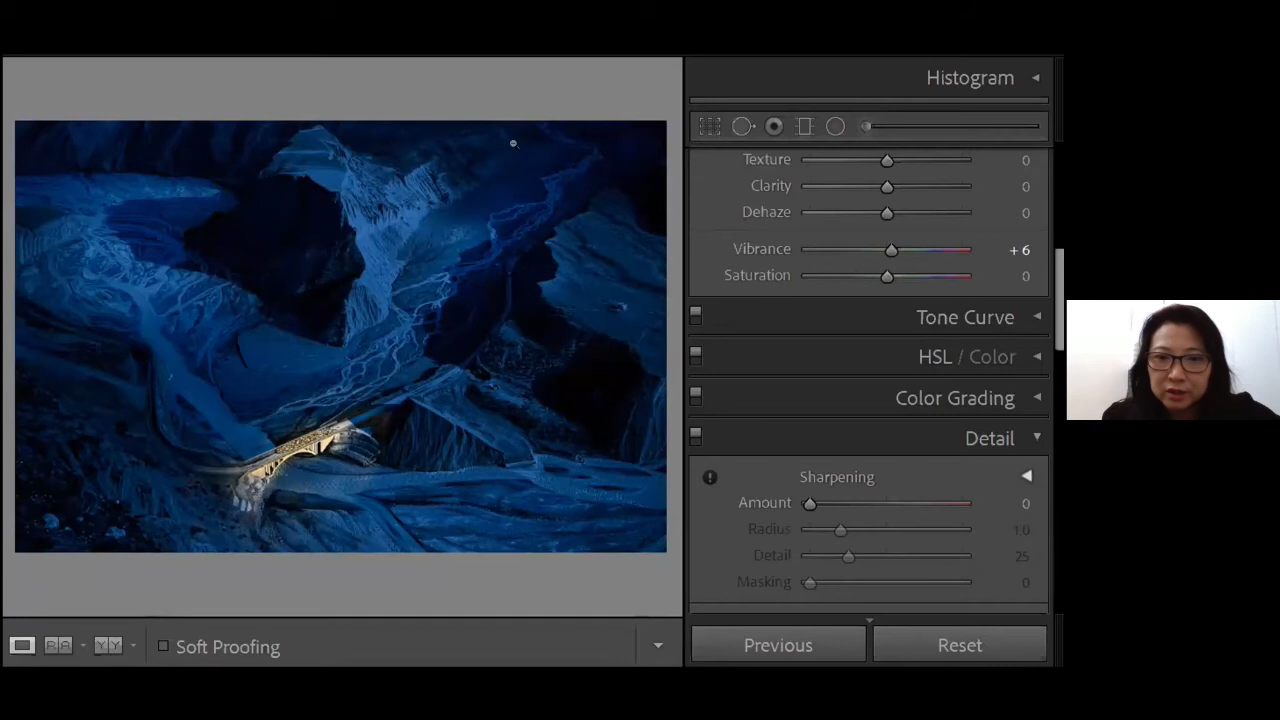 Histogram
Texture 0
Clarity 0
Dehaze 0
Vibrance + 6
Saturation 0
Tone Curve
HSL / Color
Color Grading
Detail
Sharpening
Amount 0
Radius 1.0
Detail 25
Masking 0
R A Y Y Soft Proofing Previous Reset